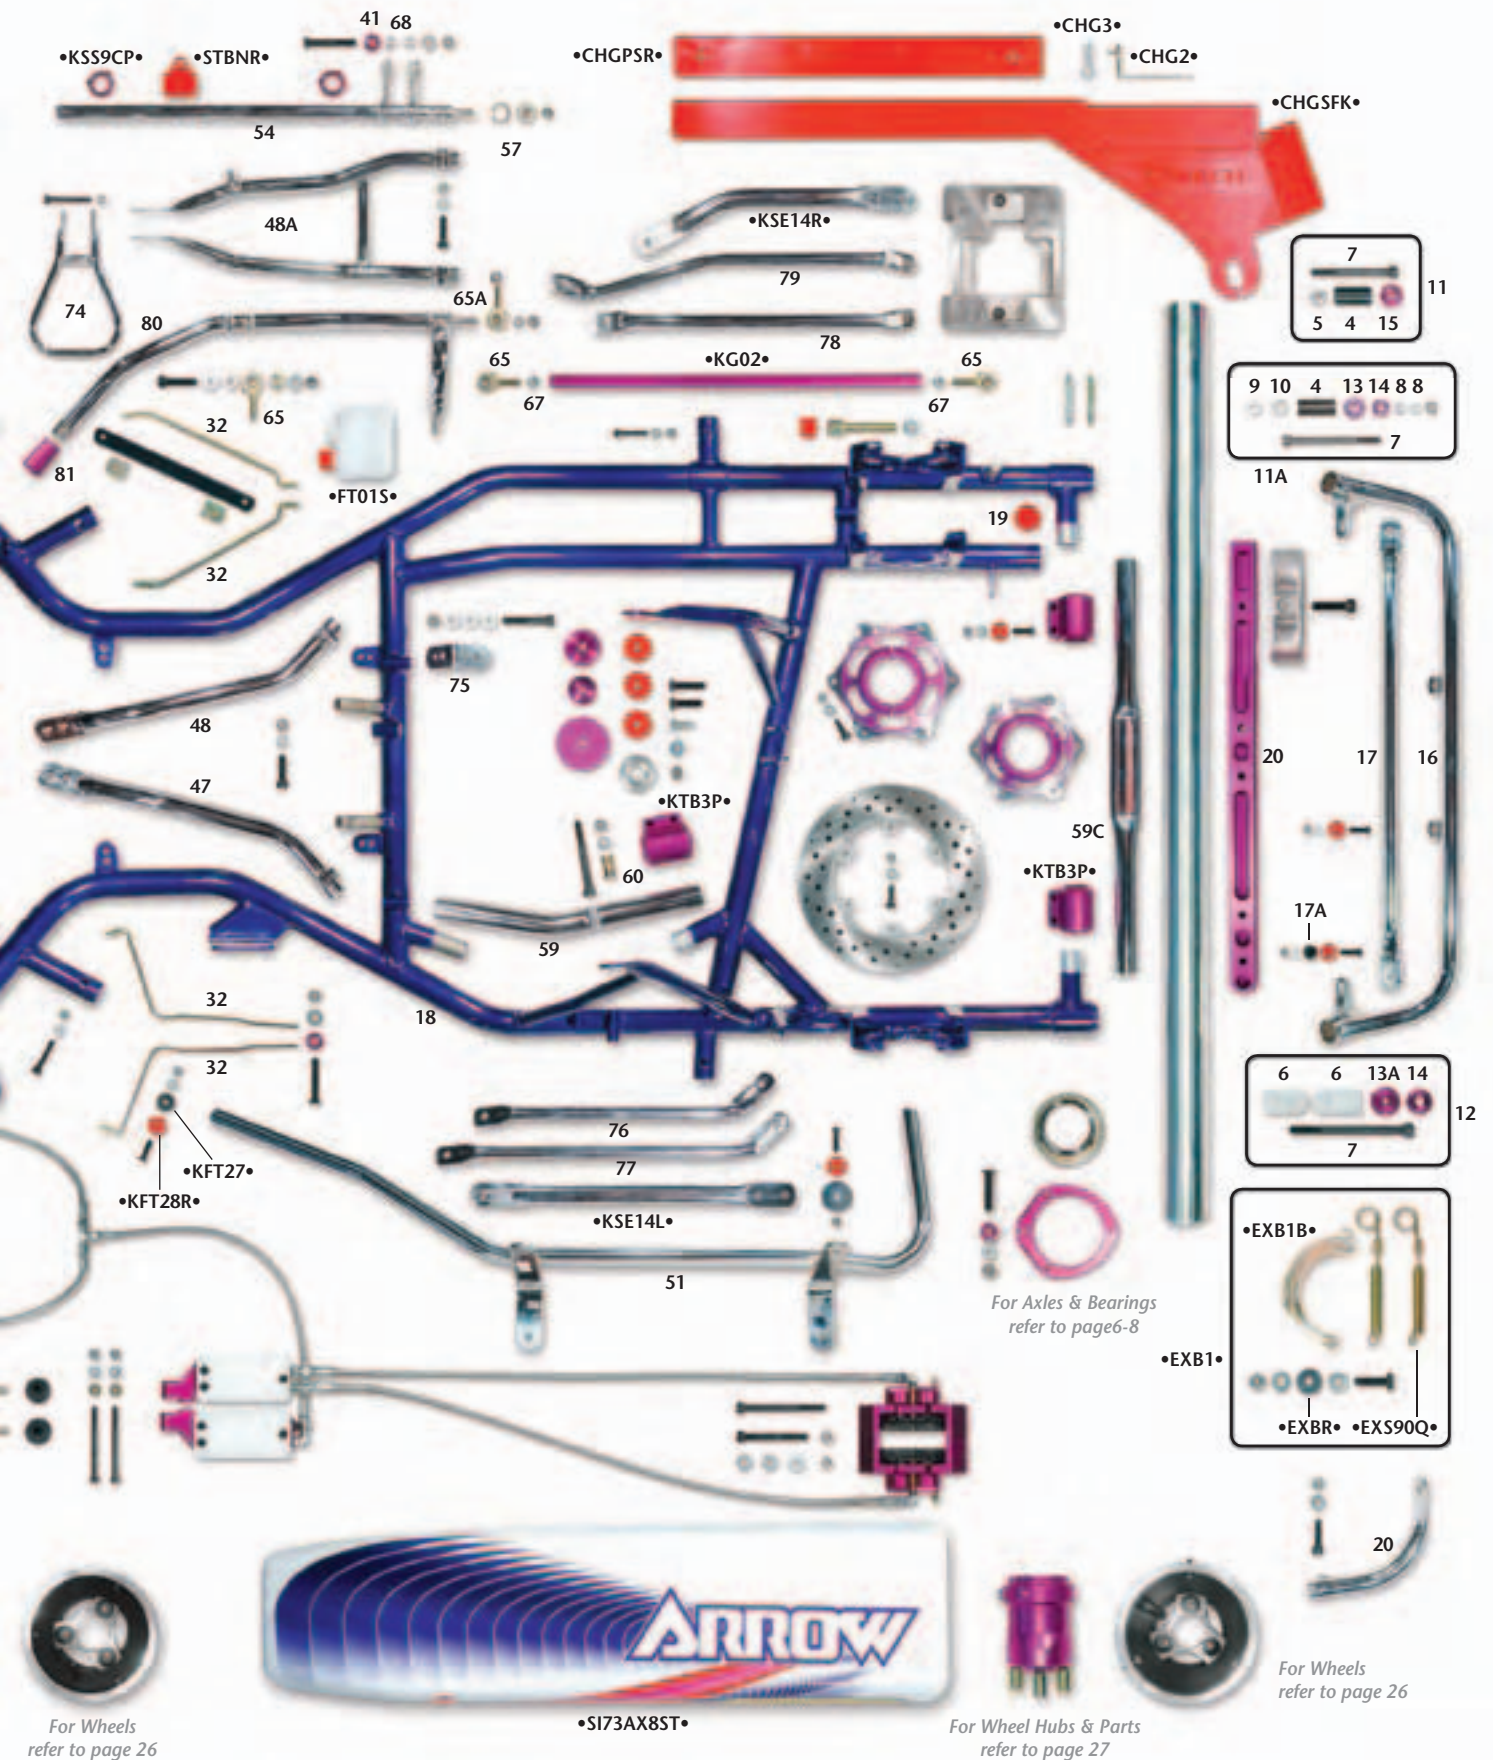 41 68
•CHG3•
•KSS9CP• •STBNR•
•CHGPSR•
•CHG2•
•CHGSFK•
54
57
48A
•KSE14R•
7
79
11
65A
74
80
5 4 15
78
65
•KG02•
65
9 10 4 13 14 8 8
67
67
32
65
7
81
•FT01S•
11A
19
32
75
48
20
17
16
47
•KTB3P•
59C
60
•KTB3P•
17A
59
32
18
32
6 6 13A 14
12
76
7
77
•KFT27•
•KFT28R•
•KSE14L•
•EXB1B•
51
For Axles & Bearings
refer to page6-8
•EXB1•
•EXBR• •EXS90Q•
20
ARROW
For Wheels
refer to page 26
•SI73AX8ST•
For Wheels
refer to page 26
For Wheel Hubs & Parts
refer to page 27